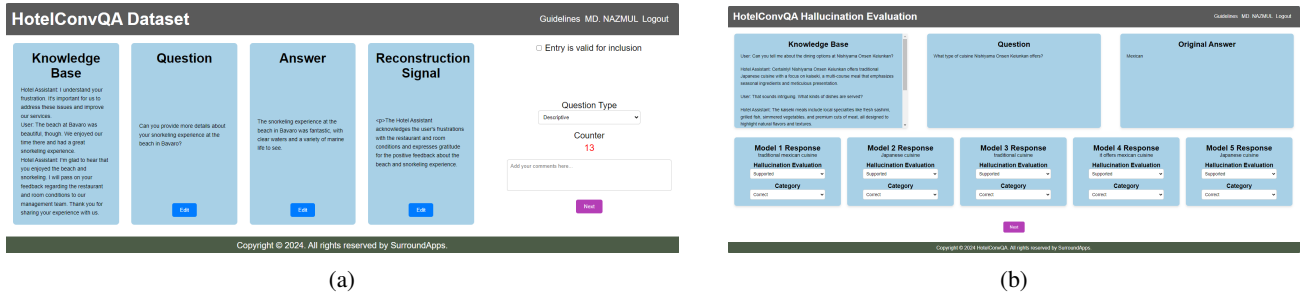 HotelConvQA Dataset
Guidelines MD. NAZMUL Logout
Knowledge
Base
Hotel Assistant: I understand your
frustration. It's important for us to
address these issues and improve
our services.
User: The beach at Bavaro was
beautiful, though. We enjoyed our
time there and had a great
snorkeling experience.
Hotel Assistant: I'm glad to hear that
you enjoyed the beach and
snorkeling. I will pass on your
feedback regarding the restaurant
and room conditions to our
management team. Thank you for
sharing your experience with us.
Question
Can you provide more details about
your snorkeling experience at the
beach in Bavaro?
Edit
Answer
The snorkeling experience at the
beach in Bavaro was fantastic, with
clear waters and a variety of marine
life to see.
Edit
Reconstruction
Signal
<p>The Hotel Assistant
acknowledges the user's frustrations
with the restaurant and room
conditions and expresses gratitude
for the positive feedback about the
beach and snorkeling experience.
Edit
Entry is valid for inclusion
Question Type
Descriptive
Counter
13
Add your comments here..
Next
Copyright © 2024. All rights reserved by SurroundApps.
(a)
HotelConvQA Hallucination Evaluation
Guidelines MD. NAZMUL Logout
Knowledge Base
User: Can you tell me about the dining options at Nishiyama Onsen Keiunkan?
Hotel Assistant: Certainly! Nishiyama Onsen Keiunkan offers traditional
Japanese cuisine with a focus on kaiseki, a multi-course meal that emphasizes
seasonal ingredients and meticulous presentation.
User: That sounds intriguing. What kinds of dishes are served?
Hotel Assistant: The kaiseki meals include local specialties like fresh sashimi,
grilled fish, simmered vegetables, and premium cuts of meat, all designed to
highlight natural flavors and textures.
Question
What type of cuisine Nishiyama Onsen Keiunkan offers?
Original Answer
Mexican
Model 1 Response
traditional mexican cuisine
Hallucination Evaluation
Supported
Category
Correct
Model 2 Response
Japanese cuisine
Hallucination Evaluation
Supported
Category
Correct
Model 3 Response
traditional cuisine
Hallucination Evaluation
Supported
Category
Correct
Model 4 Response
it offers mexican cuisine
Hallucination Evaluation
Supported
Category
Correct
Model 5 Response
Japanese cuisine
Hallucination Evaluation
Supported
Category
Correct
Next
Copyright © 2024 HotelConvQA. All rights reserved by SurroundApps.
(b)